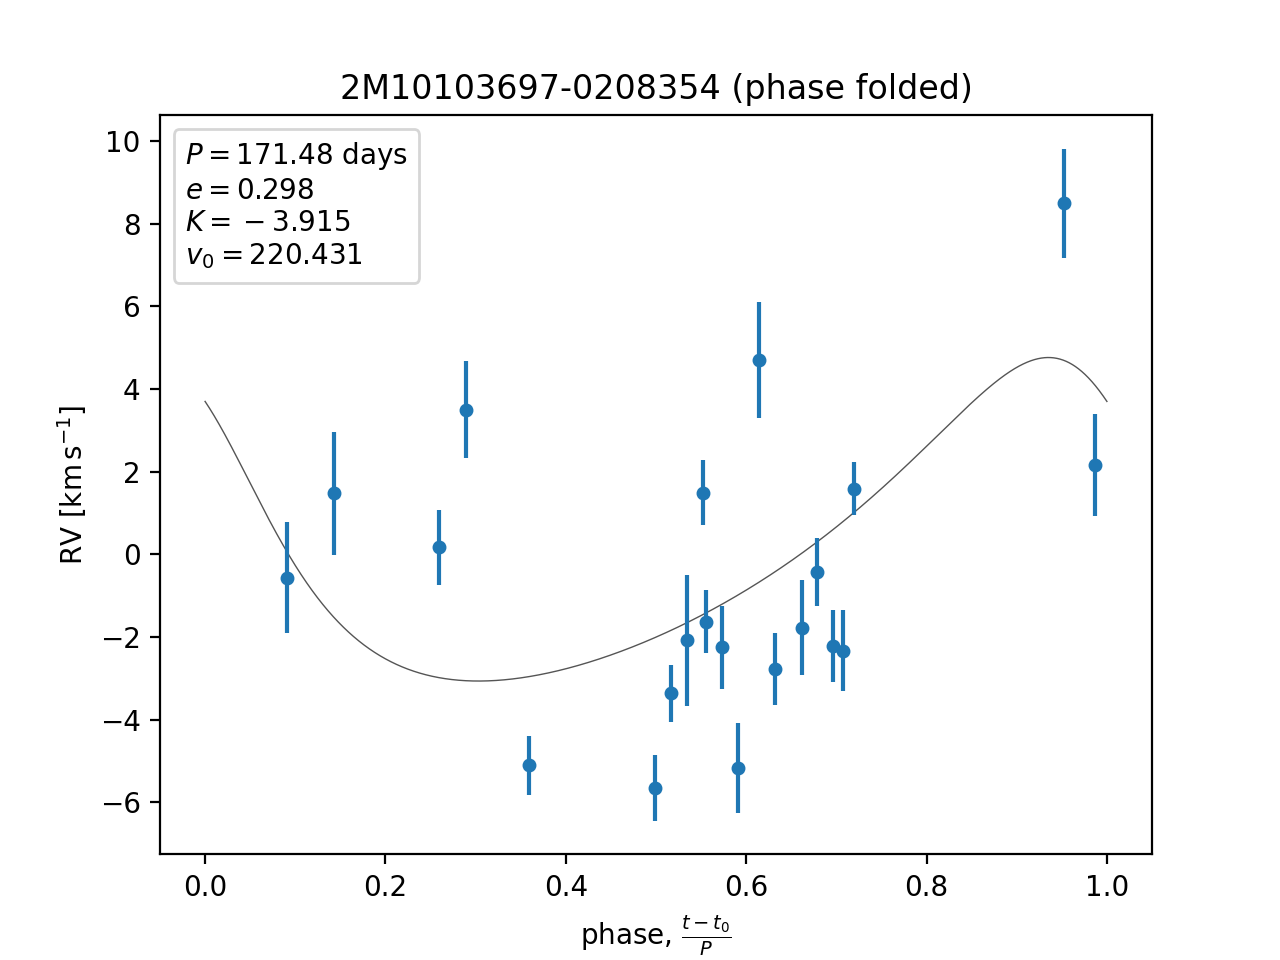 2M10103697-0208354 (phase folded)
P = 171.48 days
e = 0.298
K = −3.915
v₀ = 220.431
10
8
6
4
2
0
−2
−4
−6
RV [km s⁻¹]
0.0 0.2 0.4 0.6 0.8 1.0
phase, (t − t₀)/P